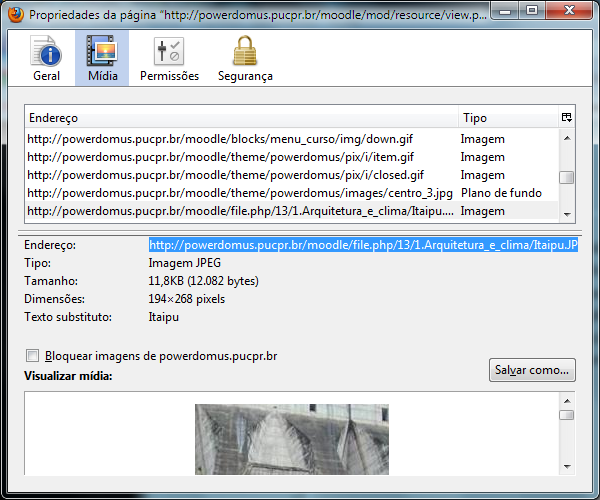 Propriedades da página "http://powerdomus.pucpr.br/moodle/mod/resource/view.p...
Geral
Mídia
Permissões
Segurança
Endereço Tipo
http://powerdomus.pucpr.br/moodle/blocks/menu_curso/img/down.gif Imagem
http://powerdomus.pucpr.br/moodle/theme/powerdomus/pix/i/item.gif Imagem
http://powerdomus.pucpr.br/moodle/theme/powerdomus/pix/i/closed.gif Imagem
http://powerdomus.pucpr.br/moodle/theme/powerdomus/images/centro_3.jpg Plano de fundo
http://powerdomus.pucpr.br/moodle/file.php/13/1.Arquitetura_e_clima/Itaipu.... Imagem
Endereço: http://powerdomus.pucpr.br/moodle/file.php/13/1.Arquitetura_e_clima/Itaipu.JP
Tipo: Imagem JPEG
Tamanho: 11,8KB (12.082 bytes)
Dimensões: 194×268 pixels
Texto substituto: Itaipu
Bloquear imagens de powerdomus.pucpr.br
Visualizar mídia:
Salvar como...